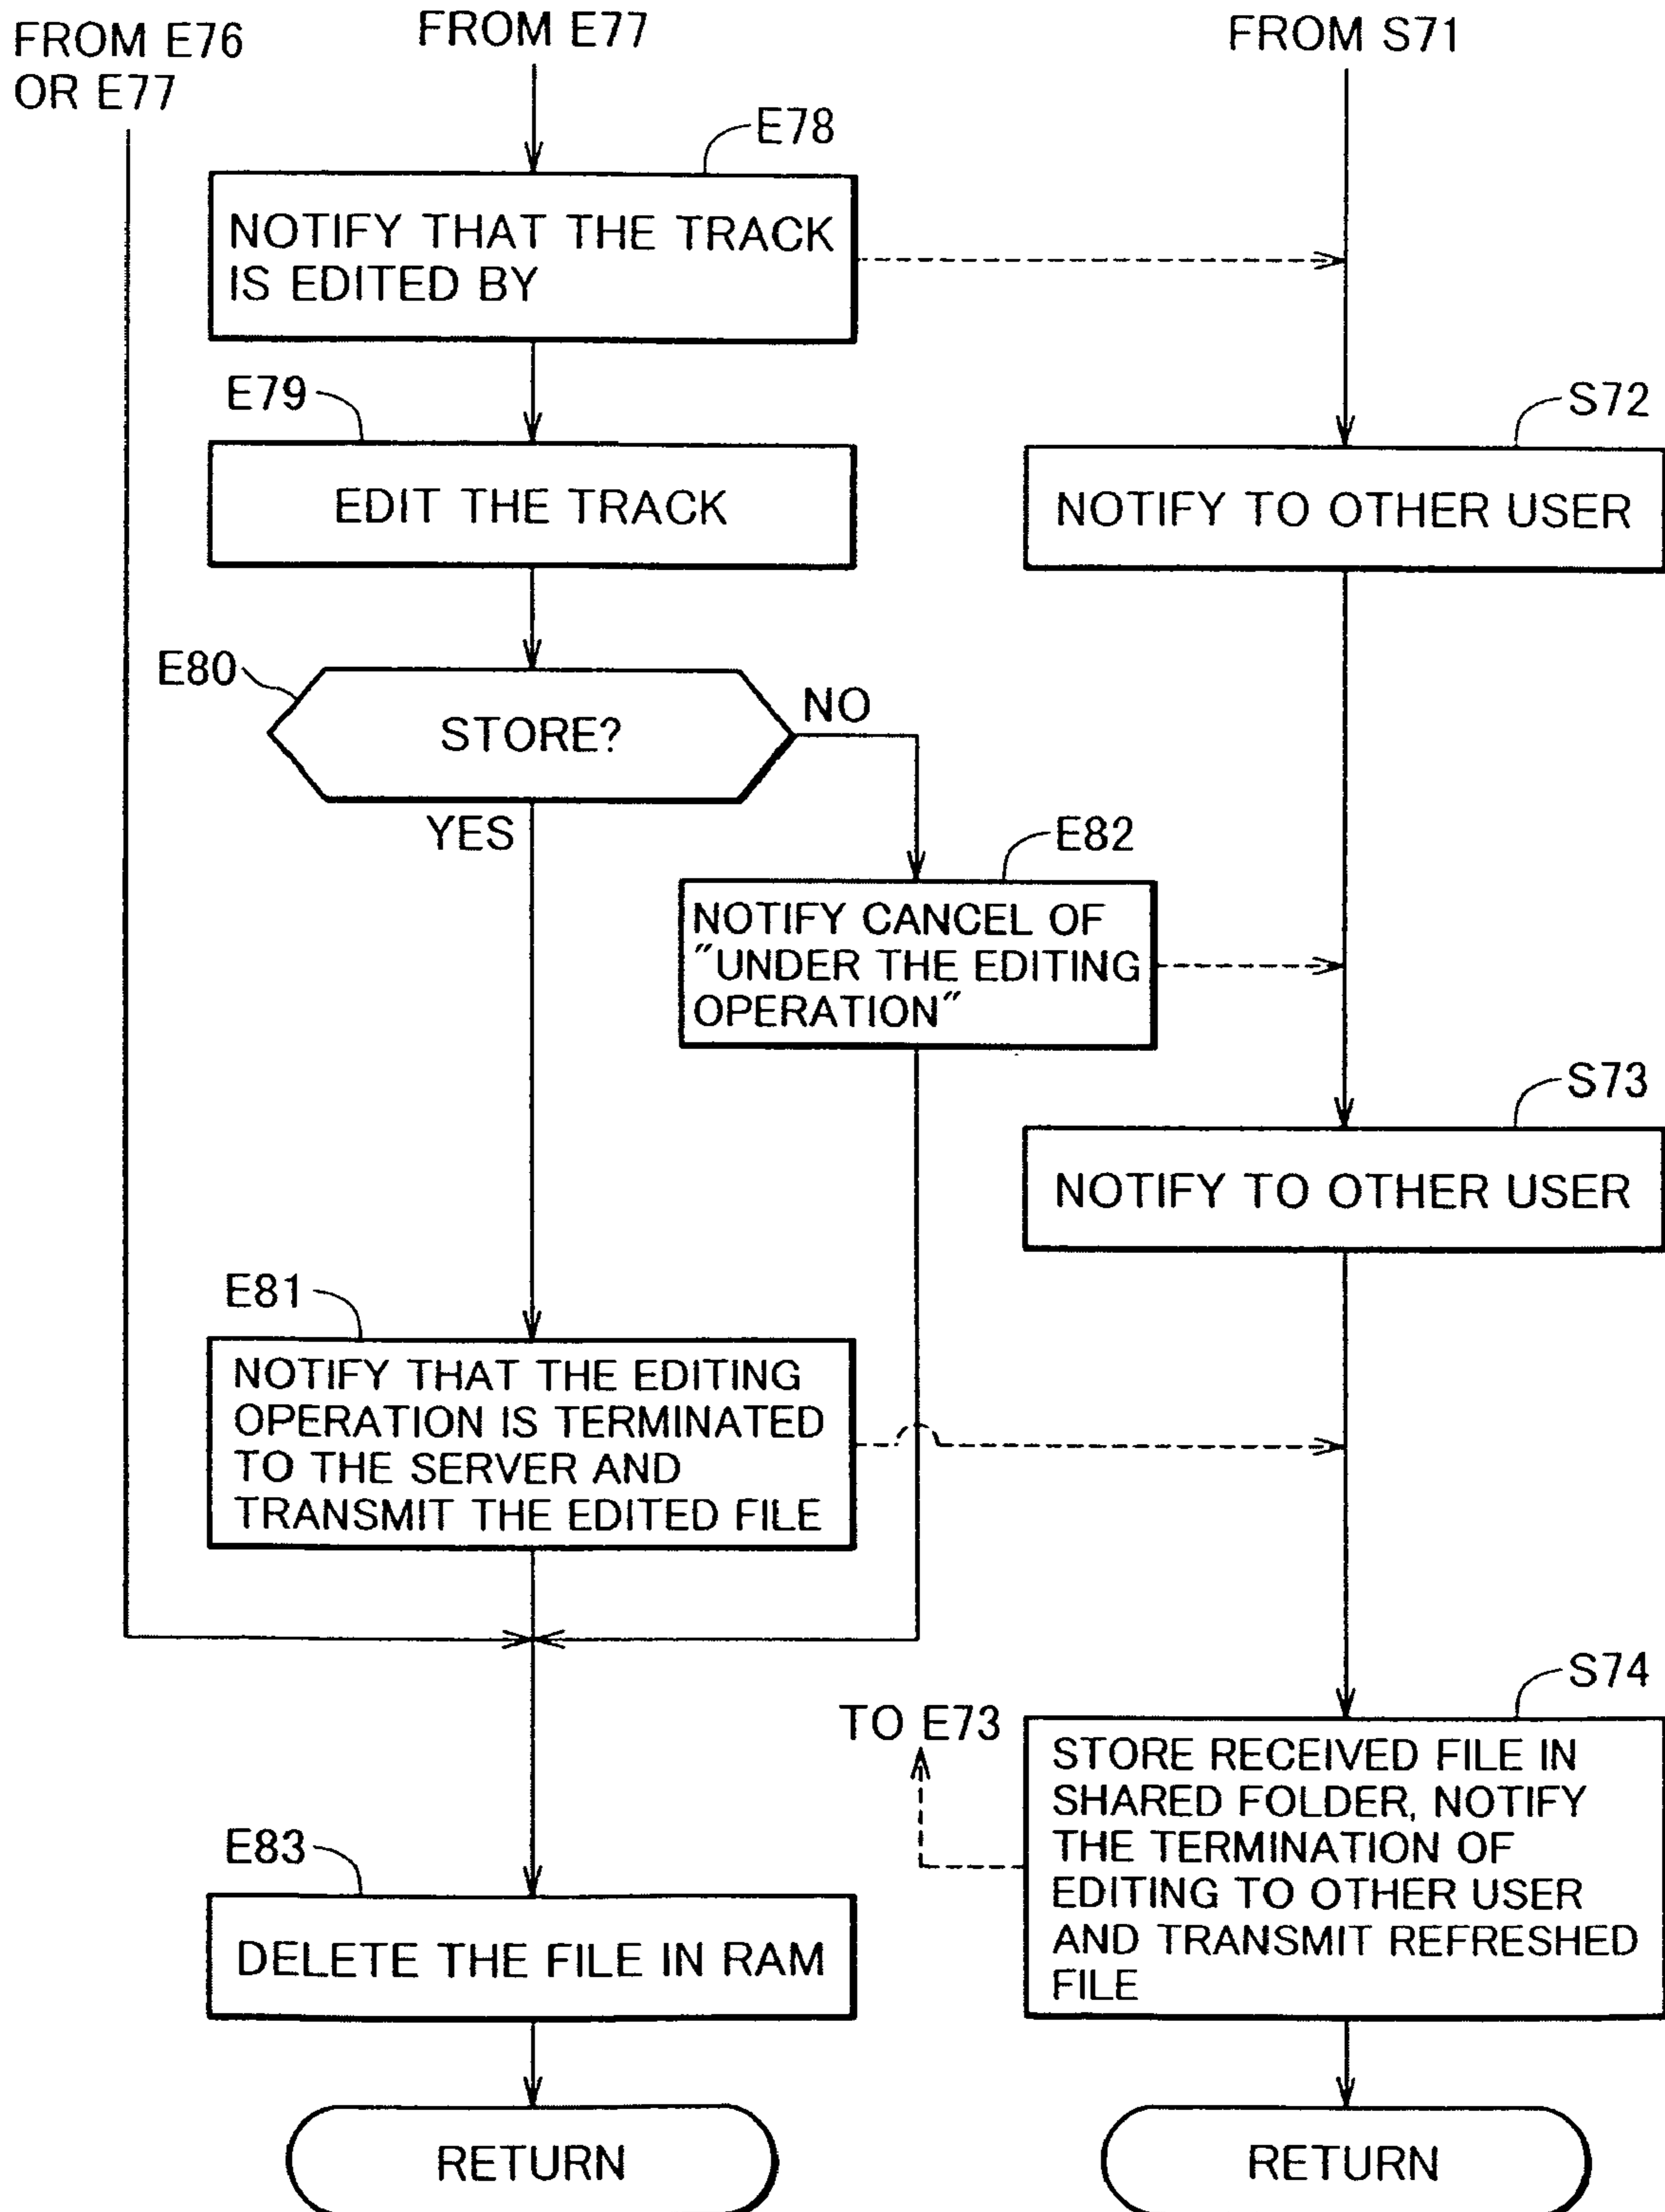 FROM E76
OR E77
FROM E77
FROM S71
E78
NOTIFY THAT THE TRACK
IS EDITED BY
E79
EDIT THE TRACK
S72
NOTIFY TO OTHER USER
E80
STORE?
NO
YES
E82
NOTIFY CANCEL OF
"UNDER THE EDITING
OPERATION"
S73
NOTIFY TO OTHER USER
E81
NOTIFY THAT THE EDITING
OPERATION IS TERMINATED
TO THE SERVER AND
TRANSMIT THE EDITED FILE
TO E73
S74
STORE RECEIVED FILE IN
SHARED FOLDER, NOTIFY
THE TERMINATION OF
EDITING TO OTHER USER
AND TRANSMIT REFRESHED
FILE
E83
DELETE THE FILE IN RAM
RETURN
RETURN